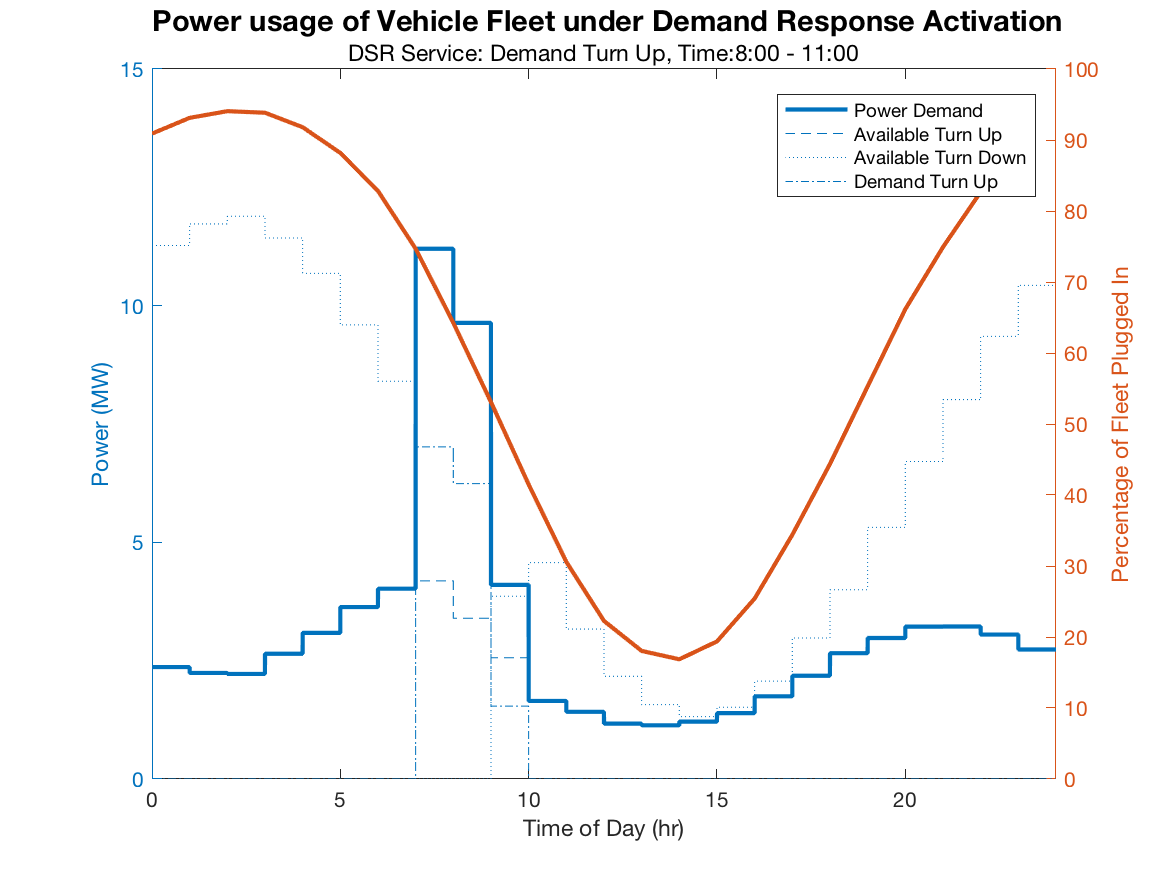 Power usage of Vehicle Fleet under Demand Response Activation
DSR Service: Demand Turn Up, Time:8:00 - 11:00
15
10
5
0
Power (MW)
100
90
80
70
60
50
40
30
20
10
0
Percentage of Fleet Plugged In
Power Demand
Available Turn Up
Available Turn Down
Demand Turn Up
0 5 10 15 20
Time of Day (hr)